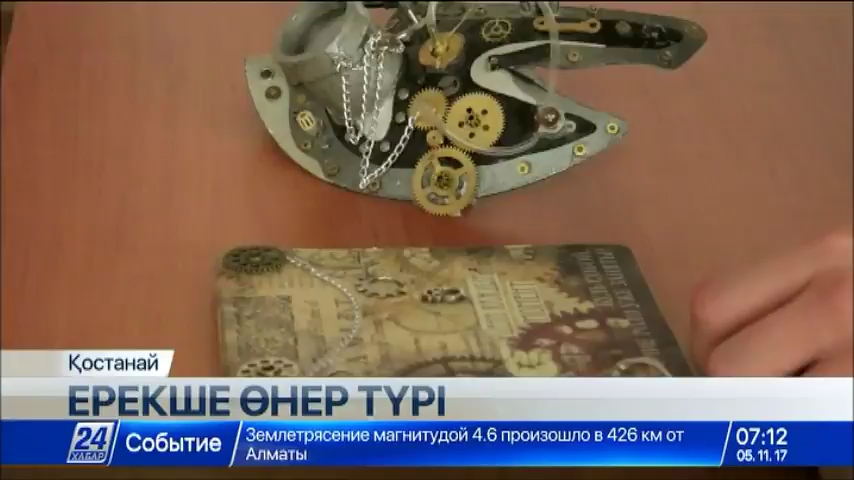 Қостанай
ЕРЕКШЕ ӨНЕР ТҮРІ
24
ХАБАР
Событие
Землетрясение магнитудой 4.6 произошло в 426 км от
Алматы
07:12
05.11.17